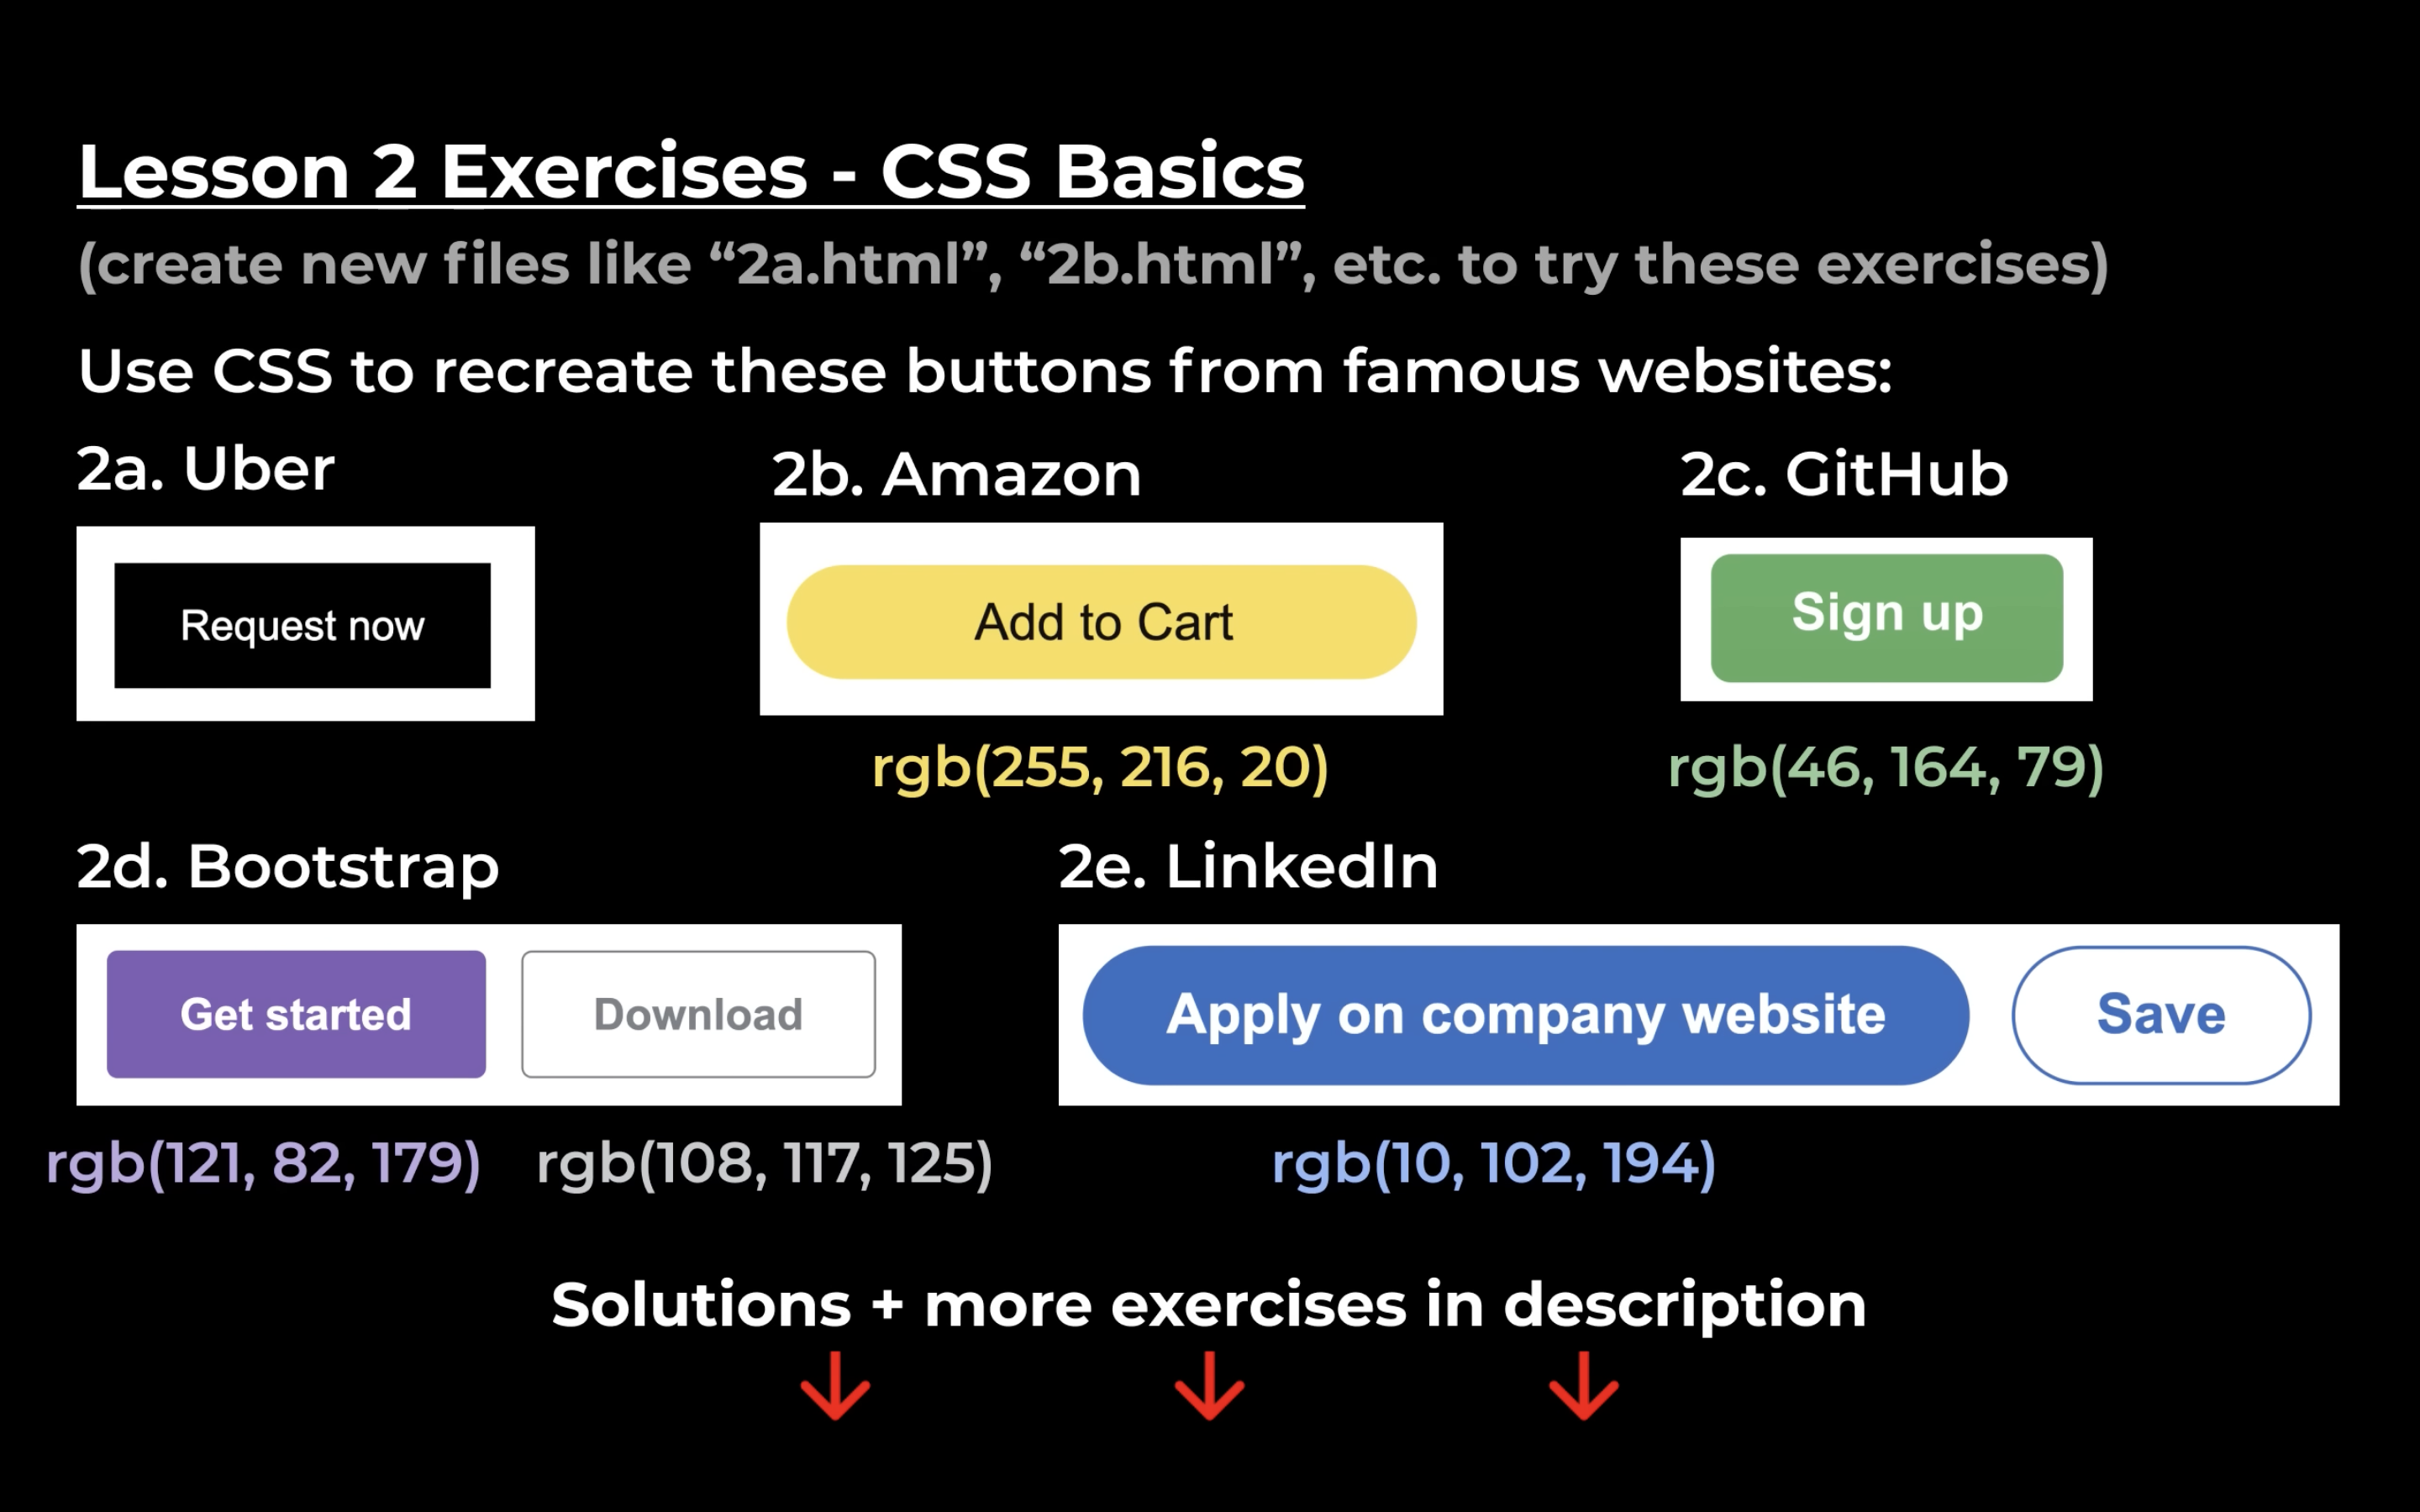 Lesson 2 Exercises - CSS Basics
(create new files like “2a.html”, “2b.html”, etc. to try these exercises)
Use CSS to recreate these buttons from famous websites:
2a. Uber
Request now
2b. Amazon
Add to Cart
rgb(255, 216, 20)
2c. GitHub
Sign up
rgb(46, 164, 79)
2d. Bootstrap
Get started
Download
rgb(121, 82, 179)
rgb(108, 117, 125)
2e. LinkedIn
Apply on company website
Save
rgb(10, 102, 194)
Solutions + more exercises in description